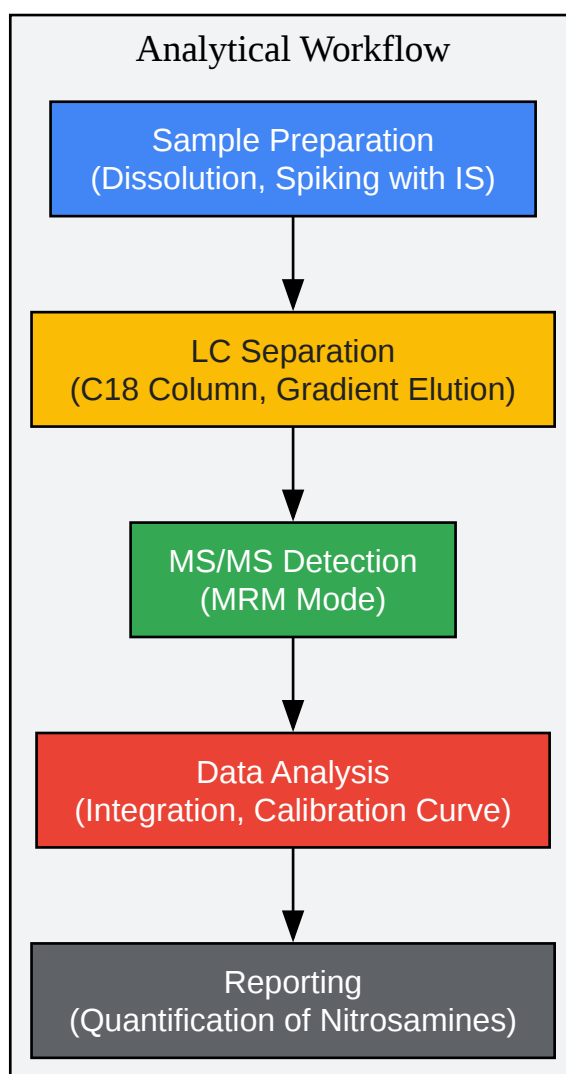 Analytical Workflow
Sample Preparation
(Dissolution, Spiking with IS)
LC Separation
(C18 Column, Gradient Elution)
MS/MS Detection
(MRM Mode)
Data Analysis
(Integration, Calibration Curve)
Reporting
(Quantification of Nitrosamines)